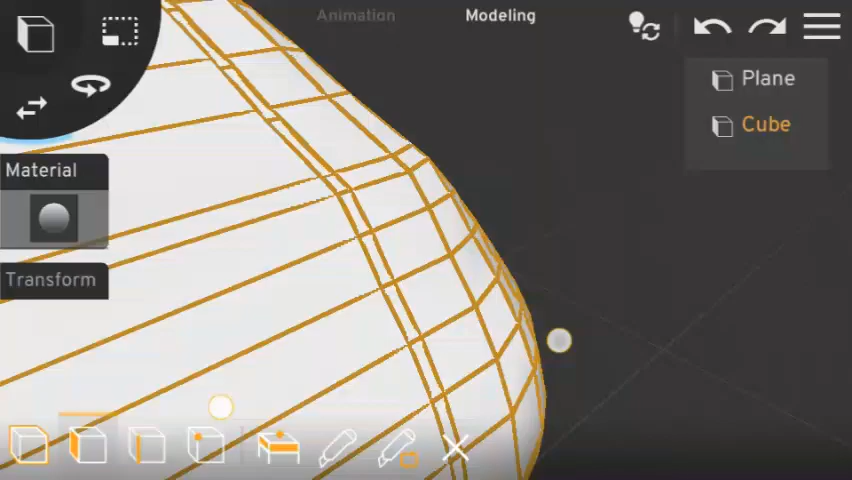 Animation
Modeling
Plane
Cube
Material
Transform